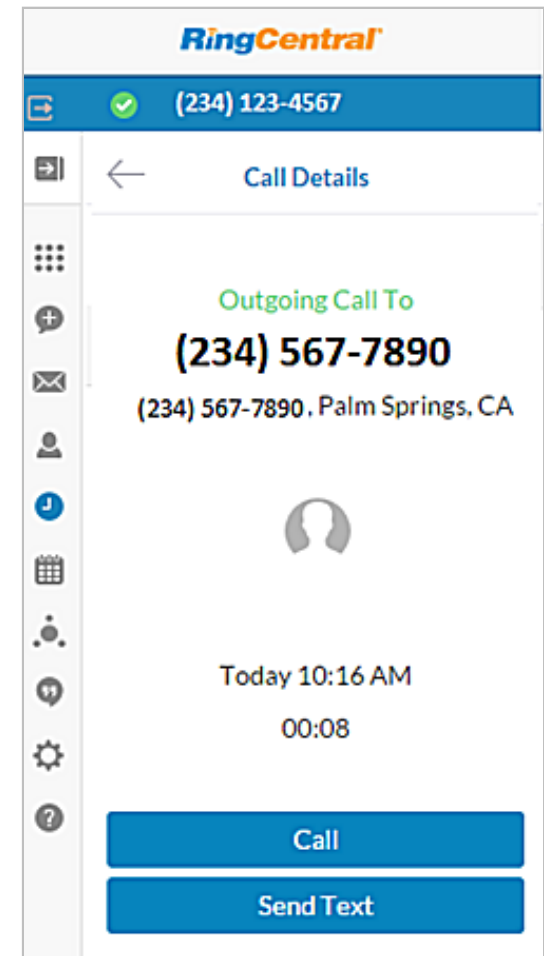 RingCentral
(234) 123-4567
Call Details
Outgoing Call To
(234) 567-7890
(234) 567-7890, Palm Springs, CA
Today 10:16 AM
00:08
Call
Send Text